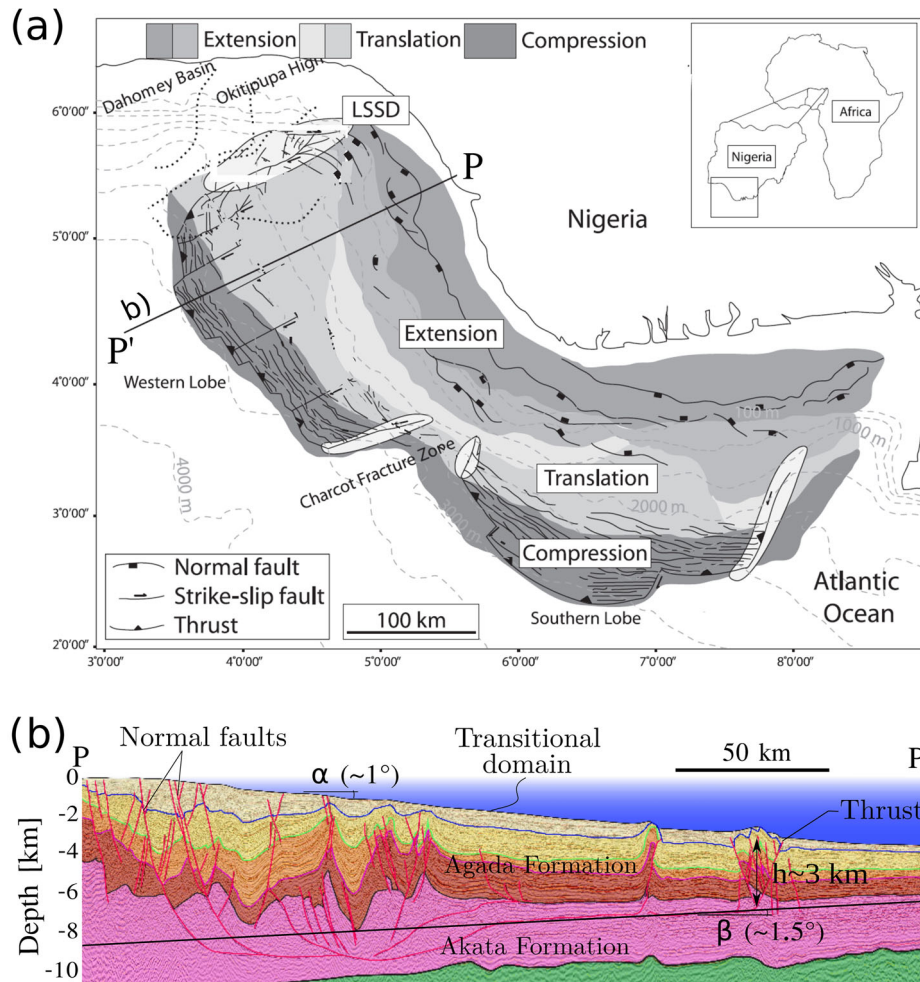 (a)
Extension Translation Compression
Dahomey Basin
Okitipupa High
LSSD
6°0'00"
5°0'00"
4°0'00"
3°0'00"
2°0'00"
P
b)
P'
Nigeria
Africa
Nigeria
Extension
Western Lobe
100 m
1000 m
Charcot Fracture Zone
4000 m
3000 m
Translation
2000 m
Compression
Southern Lobe
Atlantic
Ocean
Normal fault
Strike-slip fault
Thrust
100 km
3°0'00" 4°0'00" 5°0'00" 6°0'00" 7°0'00" 8°0'00"
(b)
P
Normal faults
Transitional
domain
50 km
P
α (~1°)
Thrust
Agada Formation
h~3 km
β (~1.5°)
Akata Formation
Depth [km]
0
-2
-4
-6
-8
-10